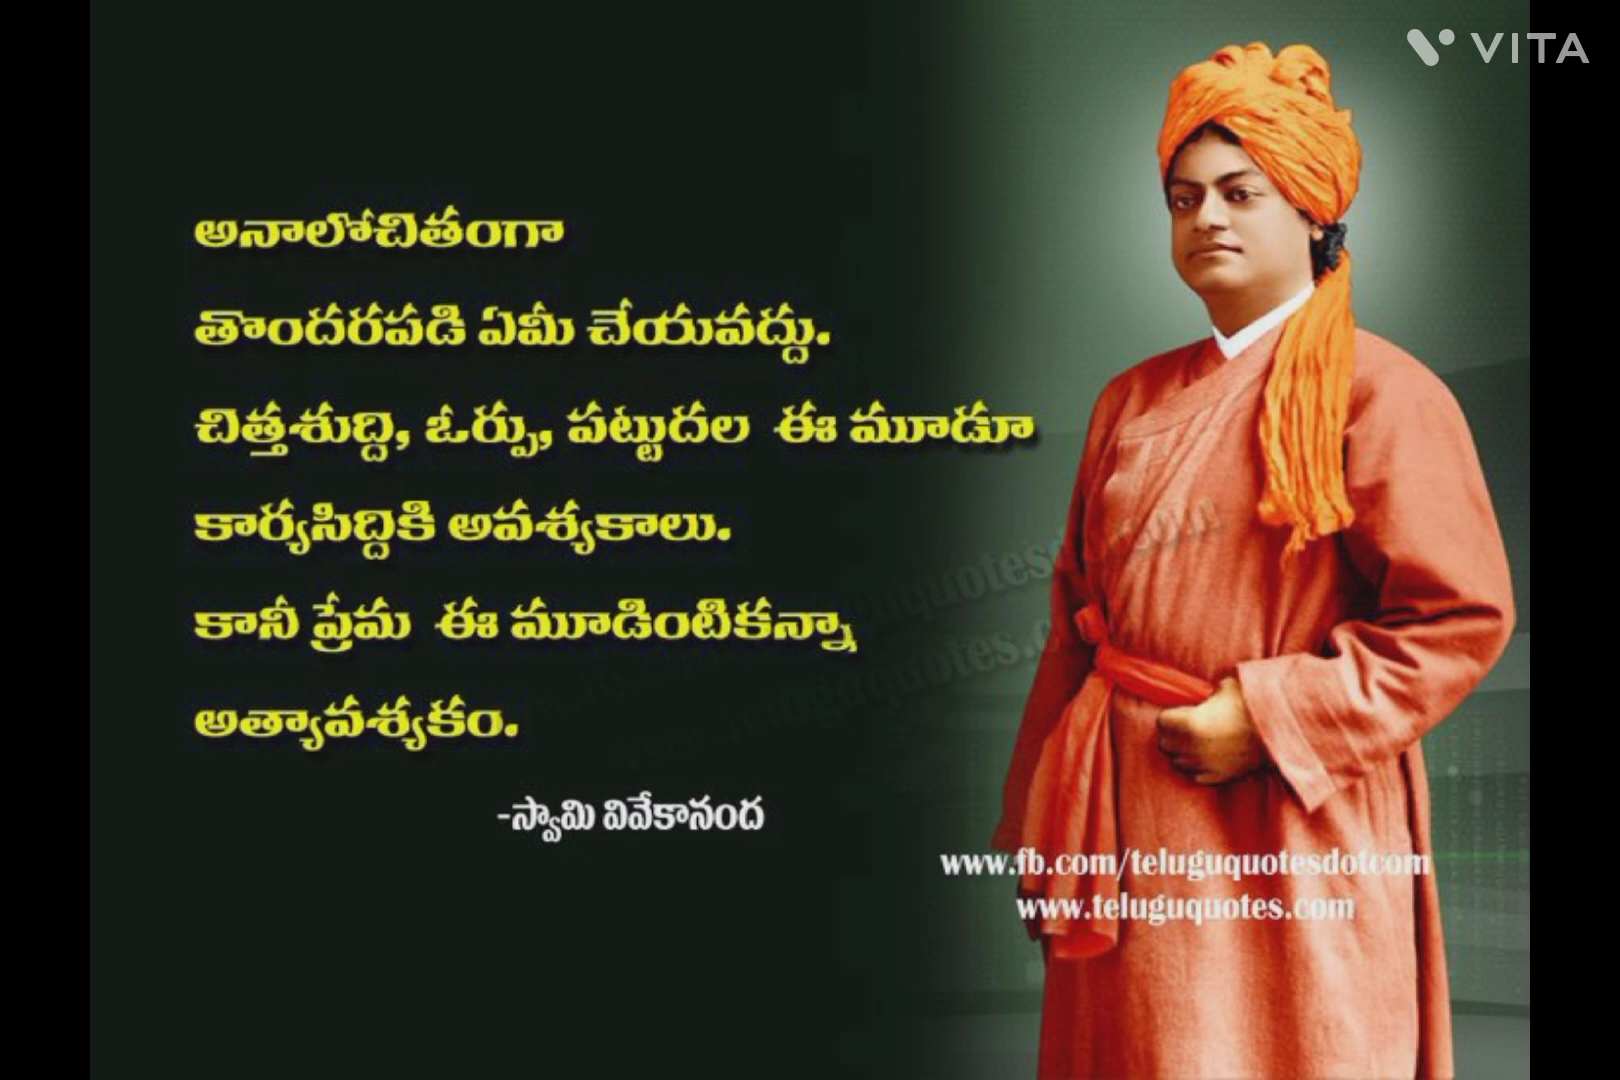 VITA
అనాలోచితంగా
తొందరపడి ఏమీ చేయవద్దు.
చిత్తశుద్ది, ఓర్పు, పట్టుదల ఈ మూడూ
కార్యసిద్దికి అవశ్యకాలు.
కానీ ప్రేమ ఈ మూడింటికన్నా
అత్యావశ్యకం.
-స్వామి వివేకానంద
www.fb.com/teluguquotesdotcom
www.teluguquotes.com